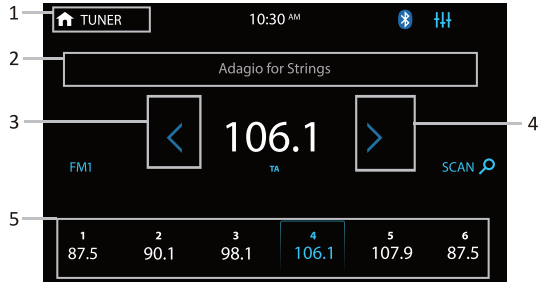 1 TUNER 10:30 AM
2 Adagio for Strings
3 106.1 4
TA
FM1 SCAN
5
1 2 3 4 5 6
87.5 90.1 98.1 106.1 107.9 87.5